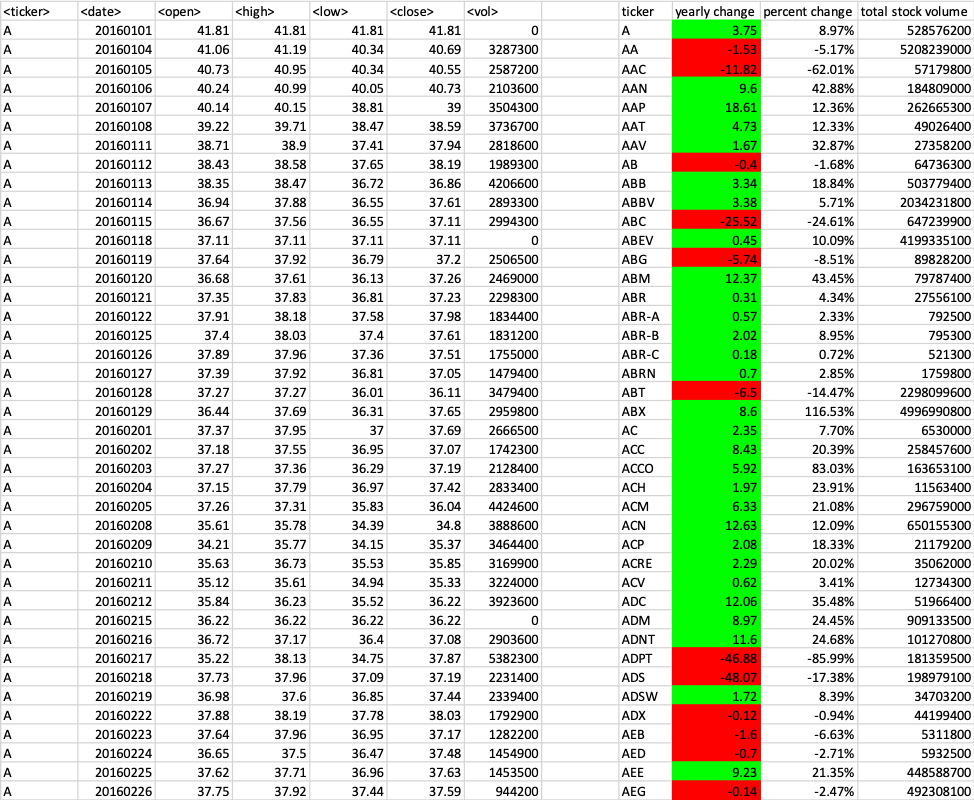 <ticker> <date> <open> <high> <low> <close> <vol> ticker yearly change percent change total stock volume
A 20160101 41.81 41.81 41.81 41.81 0 A 3.75 8.97% 528576200
A 20160104 41.06 41.19 40.34 40.69 3287300 AA -1.53 -5.17% 5208239000
A 20160105 40.73 40.95 40.34 40.55 2587200 AAC -11.82 -62.01% 57179800
A 20160106 40.24 40.99 40.05 40.73 2103600 AAN 9.6 42.88% 184809000
A 20160107 40.14 40.15 38.81 39 3504300 AAP 18.61 12.36% 262665300
A 20160108 39.22 39.71 38.47 38.59 3736700 AAT 4.73 12.33% 49026400
A 20160111 38.71 38.9 37.41 37.94 2818600 AAV 1.67 32.87% 27358200
A 20160112 38.43 38.58 37.65 38.19 1989300 AB -0.4 -1.68% 64736300
A 20160113 38.35 38.47 36.72 36.86 4206600 ABB 3.34 18.84% 503779400
A 20160114 36.94 37.88 36.55 37.61 2893300 ABBV 3.38 5.71% 2034231800
A 20160115 36.67 37.56 36.55 37.11 2994300 ABC -25.52 -24.61% 647239900
A 20160118 37.11 37.11 37.11 37.11 0 ABEV 0.45 10.09% 4199335100
A 20160119 37.64 37.92 36.79 37.2 2506500 ABG -5.74 -8.51% 89828200
A 20160120 36.68 37.61 36.13 37.26 2469000 ABM 12.37 43.45% 79787400
A 20160121 37.35 37.83 36.81 37.23 2298300 ABR 0.31 4.34% 27556100
A 20160122 37.91 38.18 37.58 37.98 1834400 ABR-A 0.57 2.33% 792500
A 20160125 37.4 38.03 37.4 37.61 1831200 ABR-B 2.02 8.95% 795300
A 20160126 37.89 37.96 37.36 37.51 1755000 ABR-C 0.18 0.72% 521300
A 20160127 37.39 37.92 36.81 37.05 1479400 ABRN 0.7 2.85% 1759800
A 20160128 37.27 37.27 36.01 36.11 3479400 ABT -6.5 -14.47% 2298099600
A 20160129 36.44 37.69 36.31 37.65 2959800 ABX 8.6 116.53% 4996990800
A 20160201 37.37 37.95 37 37.69 2666500 AC 2.35 7.70% 6530000
A 20160202 37.18 37.55 36.95 37.07 1742300 ACC 8.43 20.39% 258457600
A 20160203 37.27 37.36 36.29 37.19 2128400 ACCO 5.92 83.03% 163653100
A 20160204 37.15 37.79 36.97 37.42 2833400 ACH 1.97 23.91% 11563400
A 20160205 37.26 37.31 35.83 36.04 4424600 ACM 6.33 21.08% 296759000
A 20160208 35.61 35.78 34.39 34.8 3888600 ACN 12.63 12.09% 650155300
A 20160209 34.21 35.77 34.15 35.37 3464400 ACP 2.08 18.33% 21179200
A 20160210 35.63 36.73 35.53 35.85 3169900 ACRE 2.29 20.02% 35062000
A 20160211 35.12 35.61 34.94 35.33 3224000 ACV 0.62 3.41% 12734300
A 20160212 35.84 36.23 35.52 36.22 3923600 ADC 12.06 35.48% 51966400
A 20160215 36.22 36.22 36.22 36.22 0 ADM 8.97 24.45% 909133500
A 20160216 36.72 37.17 36.4 37.08 2903600 ADNT 11.6 24.68% 101270800
A 20160217 35.22 38.13 34.75 37.87 5382300 ADPT -46.88 -85.99% 181359500
A 20160218 37.73 37.96 37.09 37.19 2231400 ADS -48.07 -17.38% 198979100
A 20160219 36.98 37.6 36.85 37.44 2339400 ADSW 1.72 8.39% 34703200
A 20160222 37.88 38.19 37.78 38.03 1792900 ADX -0.12 -0.94% 44199400
A 20160223 37.64 37.96 36.95 37.17 1282200 AEB -1.6 -6.63% 5311800
A 20160224 36.65 37.5 36.47 37.48 1454900 AED -0.7 -2.71% 5932500
A 20160225 37.62 37.71 36.96 37.63 1453500 AEE 9.23 21.35% 448588700
A 20160226 37.75 37.92 37.44 37.59 944200 AEG -0.14 -2.47% 492308100